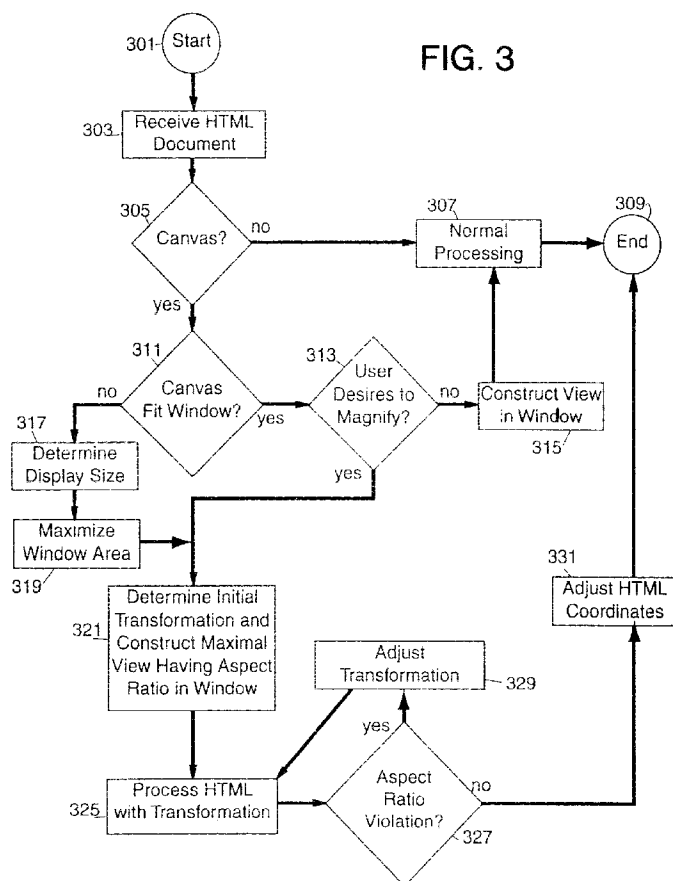 FIG. 3
301
Start
303
Receive HTML
Document
305
Canvas?
no
yes
307
Normal
Processing
309
End
311
Canvas
Fit Window?
no
yes
313
User
Desires to
Magnify?
no
yes
Construct View
in Window
315
317
Determine
Display Size
Maximize
Window Area
319
321
Determine Initial
Transformation and
Construct Maximal
View Having Aspect
Ratio in Window
331
Adjust HTML
Coordinates
Adjust
Transformation
329
yes
325
Process HTML
with Transformation
Aspect
Ratio
Violation?
no
327